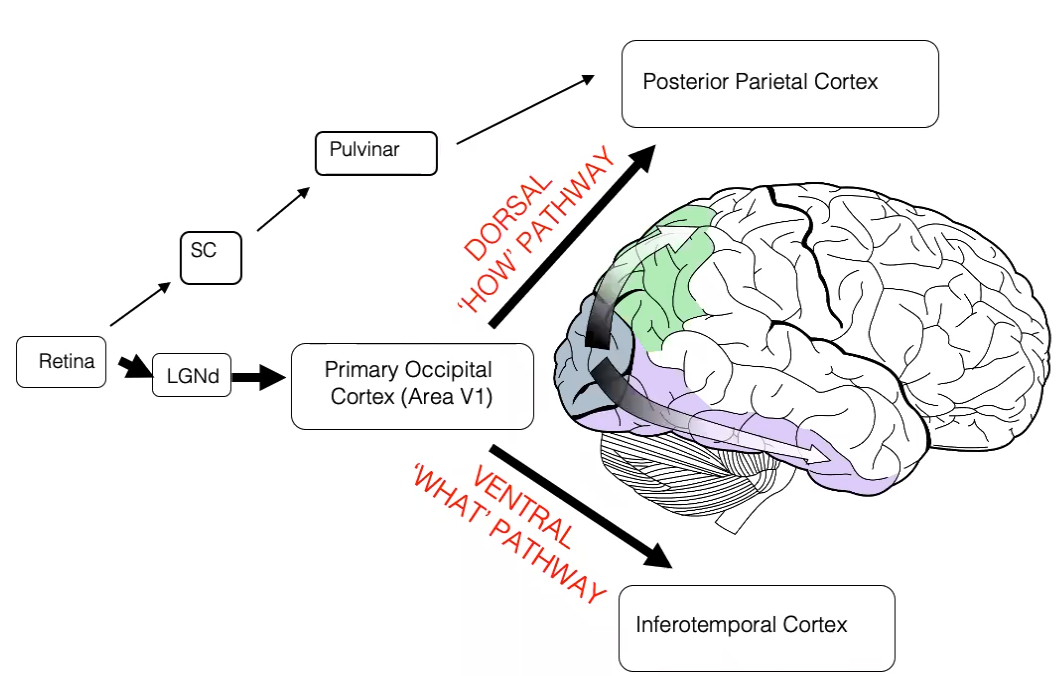 Posterior Parietal Cortex
Pulvinar
DORSAL
‘HOW’ PATHWAY
SC
Retina
LGNd
Primary Occipital
Cortex (Area V1)
VENTRAL
‘WHAT’ PATHWAY
Inferotemporal Cortex